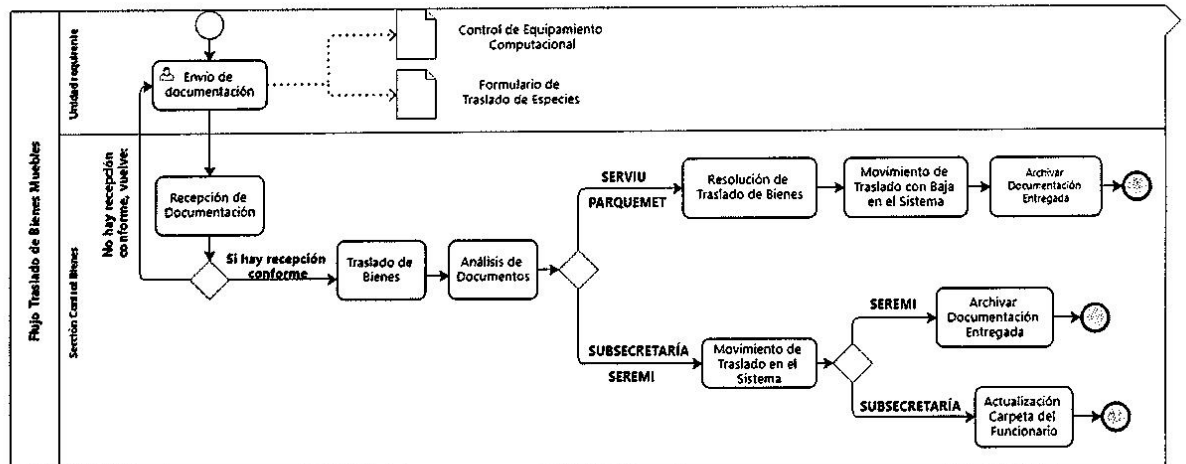 Flujo Traslado de Bienes Muebles
Unidad requirente
Envío de
documentación
Control de Equipamiento
Computacional
Formulario de
Traslado de Especies
Sección Control Bienes
No hay recepción
conforme, vuelve:
Recepción de
Documentación
Si hay recepción
conforme
Traslado de
Bienes
Análisis de
Documentos
SERVIU
PARQUEMET
Resolución de
Traslado de Bienes
Movimiento de
Traslado con Baja
en el Sistema
Archivar
Documentación
Entregada
SUBSECRETARÍA
SEREMI
Movimiento de
Traslado en el
Sistema
SEREMI
Archivar
Documentación
Entregada
SUBSECRETARÍA
Actualización
Carpeta del
Funcionario